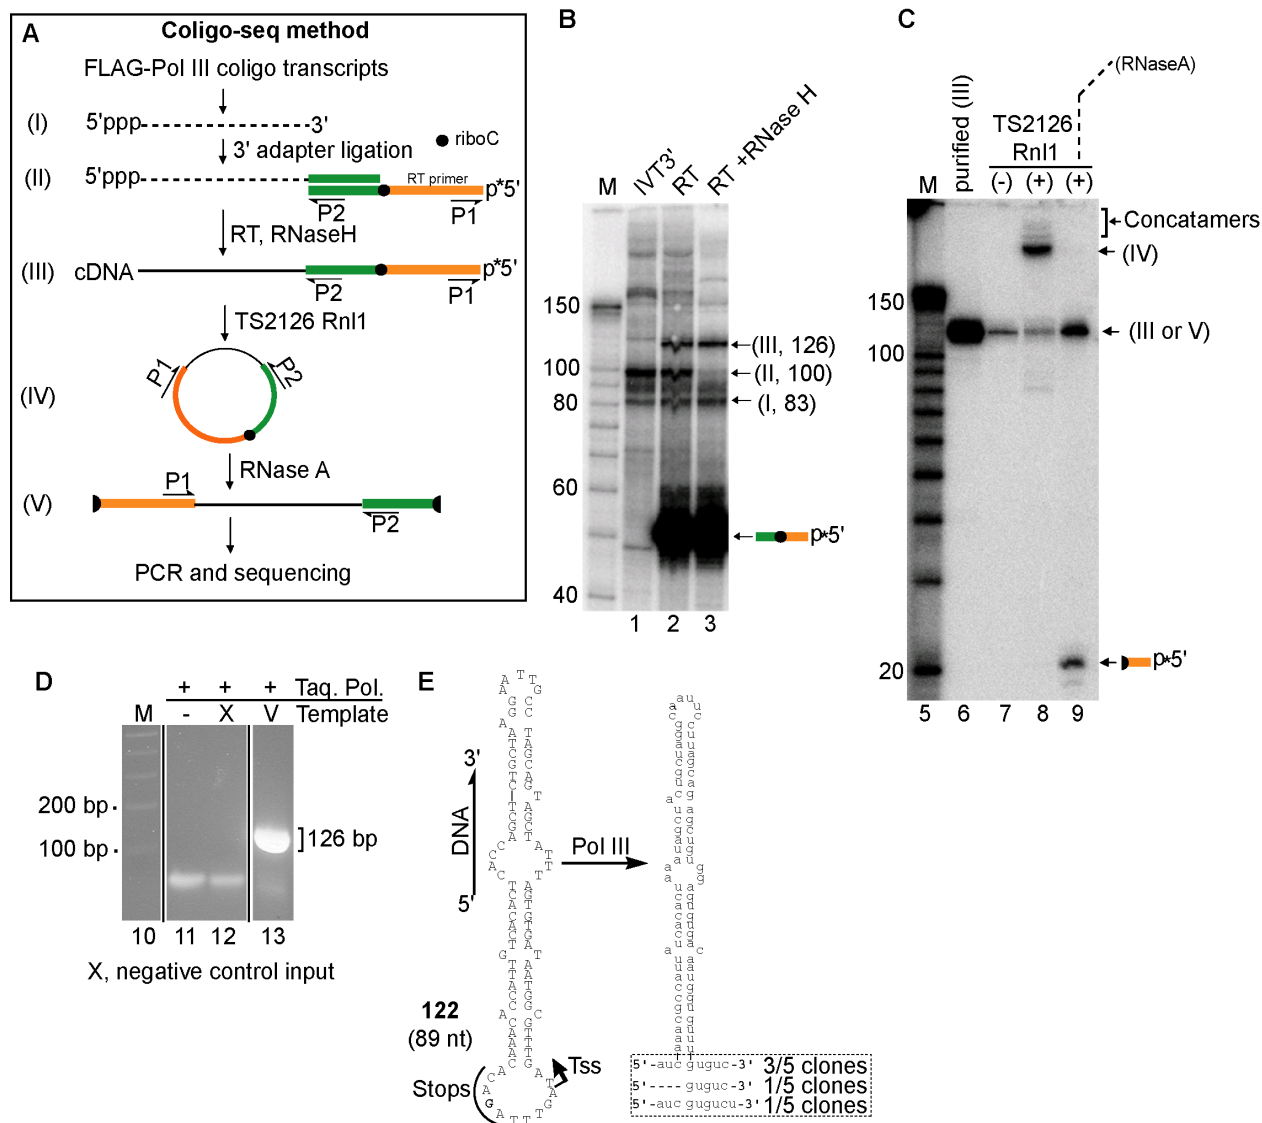 A
Coligo-seq method
FLAG-Pol III coligo transcripts
(I) 5'ppp 3'
3' adapter ligation
riboC
(II) 5'ppp RT primer p*5'
P2 P1
RT, RNaseH
(III) cDNA p*5'
P2 P1
TS2126 Rnl1
(IV) P1 P2
RNase A
(V) P1
P2
PCR and sequencing
B
M IVT3' RT RT +RNase H
150
100
80
60
40
(III, 126)
(II, 100)
(I, 83)
p*5'
1 2 3
C
(RNaseA)
purified (III)
TS2126
Rnl1
M (-) (+) (+)
Concatamers
(IV)
150
(III or V)
100
20
p*5'
5 6 7 8 9
D
+ + + Taq. Pol.
M - X V Template
200 bp
100 bp
126 bp
10 11 12 13
X, negative control input
E
3'
DNA
5'
Pol III
122
(89 nt)
Tss
Stops
5'-auc guguc-3' 3/5 clones
5'---- guguc-3' 1/5 clones
5'-auc gugucu-3' 1/5 clones